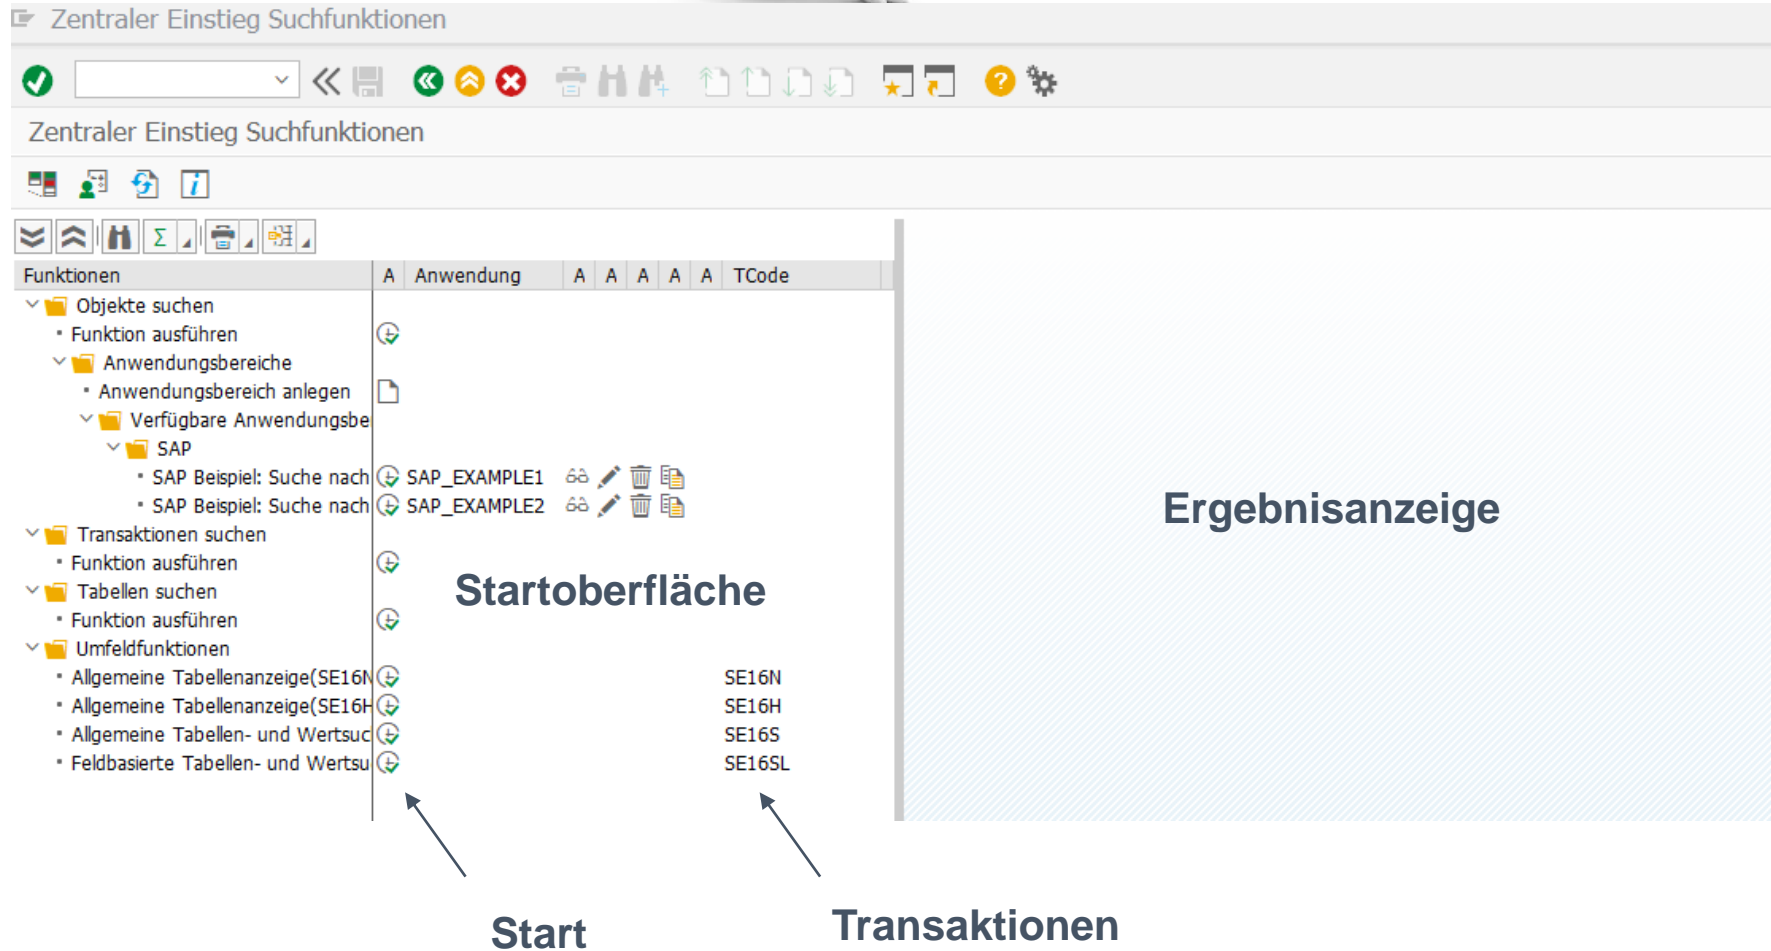 Zentraler Einstieg Suchfunktionen
Zentraler Einstieg Suchfunktionen
Funktionen A Anwendung A A A A A TCode
Objekte suchen
Funktion ausführen
Anwendungsbereiche
Anwendungsbereich anlegen
Verfügbare Anwendungsbe
SAP
SAP Beispiel: Suche nach SAP_EXAMPLE1
SAP Beispiel: Suche nach SAP_EXAMPLE2
Ergebnisanzeige
Transaktionen suchen
Funktion ausführen
Startoberfläche
Tabellen suchen
Funktion ausführen
Umfeldfunktionen
Allgemeine Tabellenanzeige(SE16N SE16N
Allgemeine Tabellenanzeige(SE16H SE16H
Allgemeine Tabellen- und Wertsuc SE16S
Feldbasierte Tabellen- und Wertsu SE16SL
Start
Transaktionen